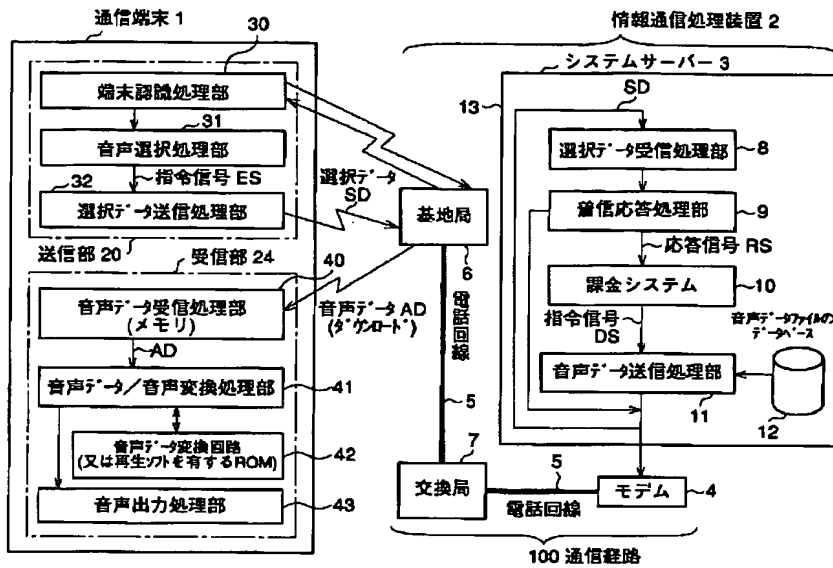 通信端末 1
30
端末認識処理部
31
音声選択処理部
32
指令信号 ES
選択データ送信処理部
送信部 20
受信部 24
40
音声データ受信処理部
(メモリ)
AD
音声データ/音声変換処理部
41
音声データ変換回路
(又は再生ソフトを有するROM)
42
音声出力処理部
43
選択データ
SD
基地局
6
音声データ AD
(ダウンロード)
電話回線
5
7
交換局
5
電話回線
モデム
4
100 通信経路
情報通信処理装置 2
システムサーバー 3
13
SD
選択データ受信処理部
8
着信応答処理部
9
応答信号 RS
課金システム
10
指令信号
DS
音声データファイルの
データベース
音声データ送信処理部
11
12